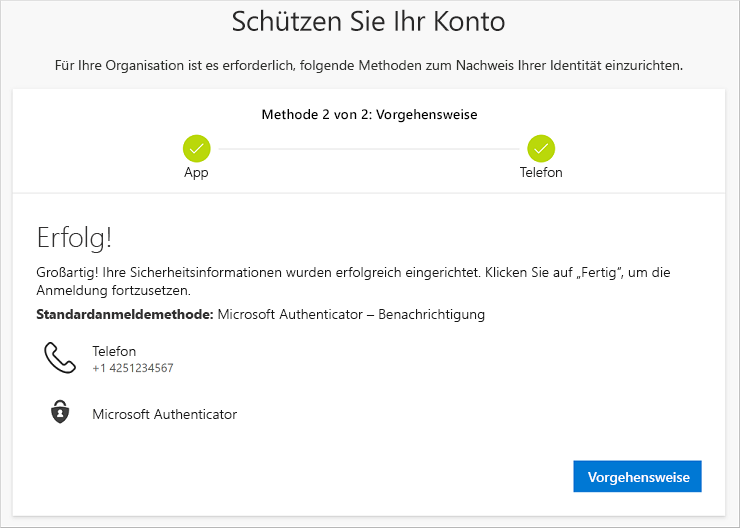 Schützen Sie Ihr Konto
Für Ihre Organisation ist es erforderlich, folgende Methoden zum Nachweis Ihrer Identität einzurichten.
Methode 2 von 2: Vorgehensweise
App
Telefon
Erfolg!
Großartig! Ihre Sicherheitsinformationen wurden erfolgreich eingerichtet. Klicken Sie auf „Fertig“, um die
Anmeldung fortzusetzen.
Standardanmeldemethode: Microsoft Authenticator – Benachrichtigung
Telefon
+1 4251234567
Microsoft Authenticator
Vorgehensweise